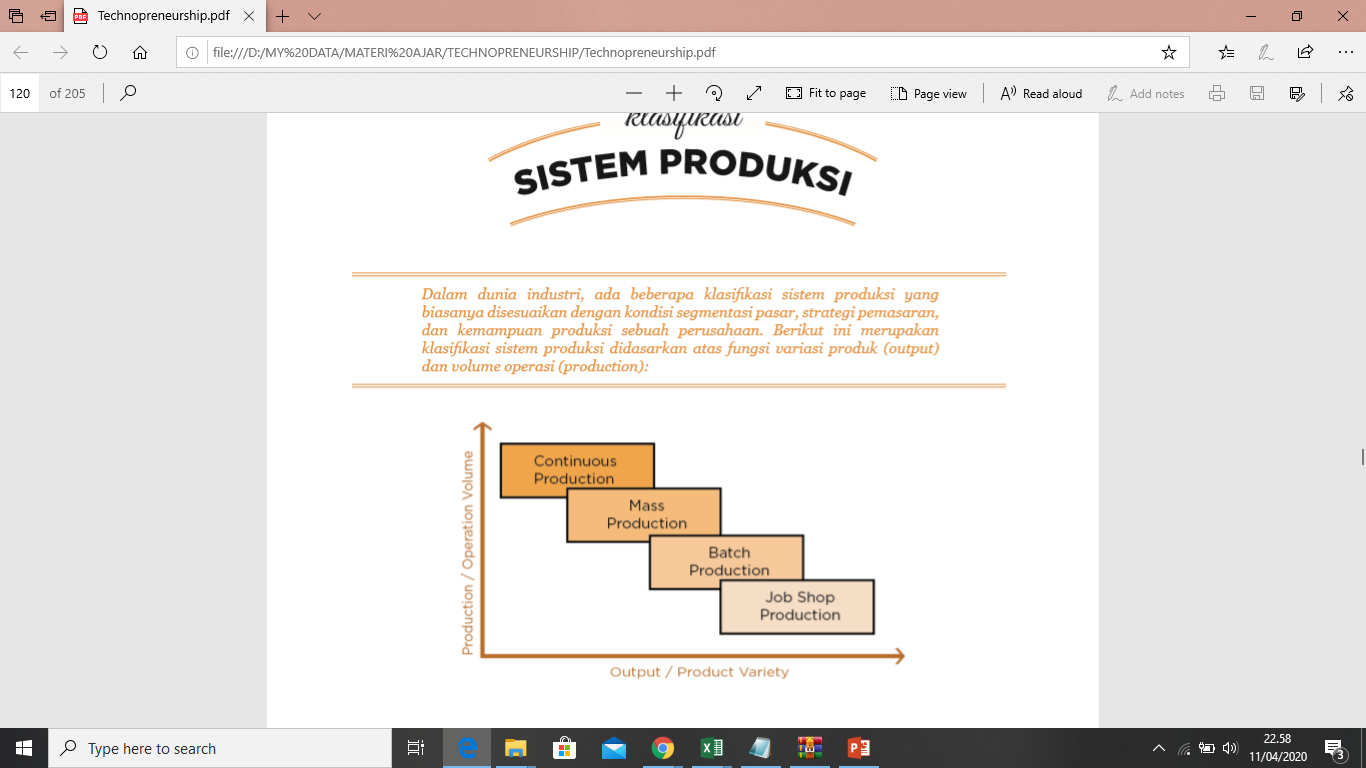 Technopreneurship.pdf
file:///D:/MY%20DATA/MATERI%20AJAR/TECHNOPRENEURSHIP/Technopreneurship.pdf
120 of 205 Fit to page Page view Read aloud Add notes
klasifikasi
SISTEM PRODUKSI
Dalam dunia industri, ada beberapa klasifikasi sistem produksi yang
biasanya disesuaikan dengan kondisi segmentasi pasar, strategi pemasaran,
dan kemampuan produksi sebuah perusahaan. Berikut ini merupakan
klasifikasi sistem produksi didasarkan atas fungsi variasi produk (output)
dan volume operasi (production):
Production / Operation Volume
Continuous
Production
Mass
Production
Batch
Production
Job Shop
Production
Output / Product Variety
Type here to search
22.58
11/04/2020
3